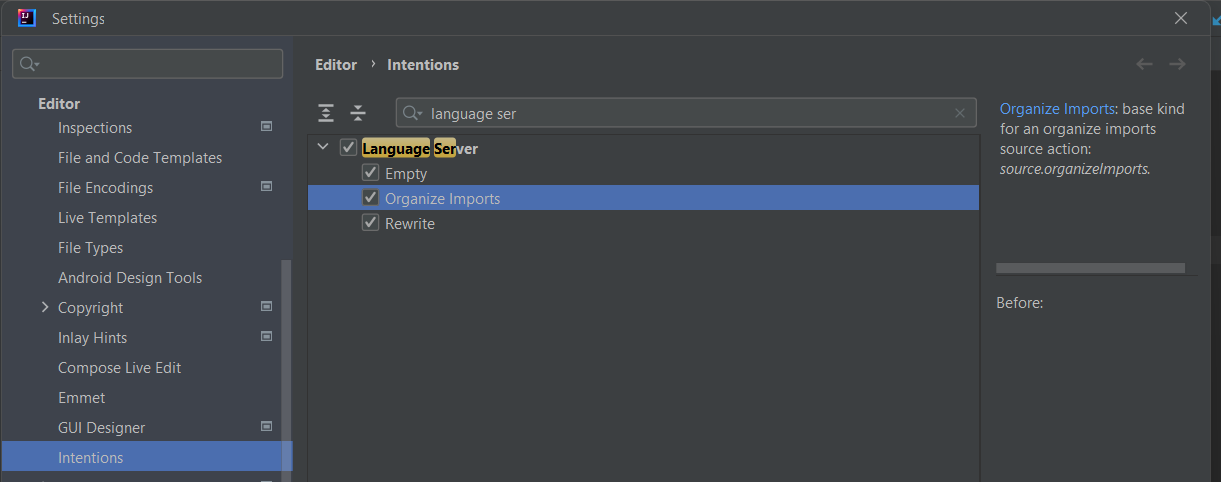 Settings
Editor
Inspections
File and Code Templates
File Encodings
Live Templates
File Types
Android Design Tools
Copyright
Inlay Hints
Compose Live Edit
Emmet
GUI Designer
Intentions
Editor › Intentions
language ser
Language Server
Empty
Organize Imports
Rewrite
Organize Imports: base kind
for an organize imports
source action:
source.organizeImports.
Before: